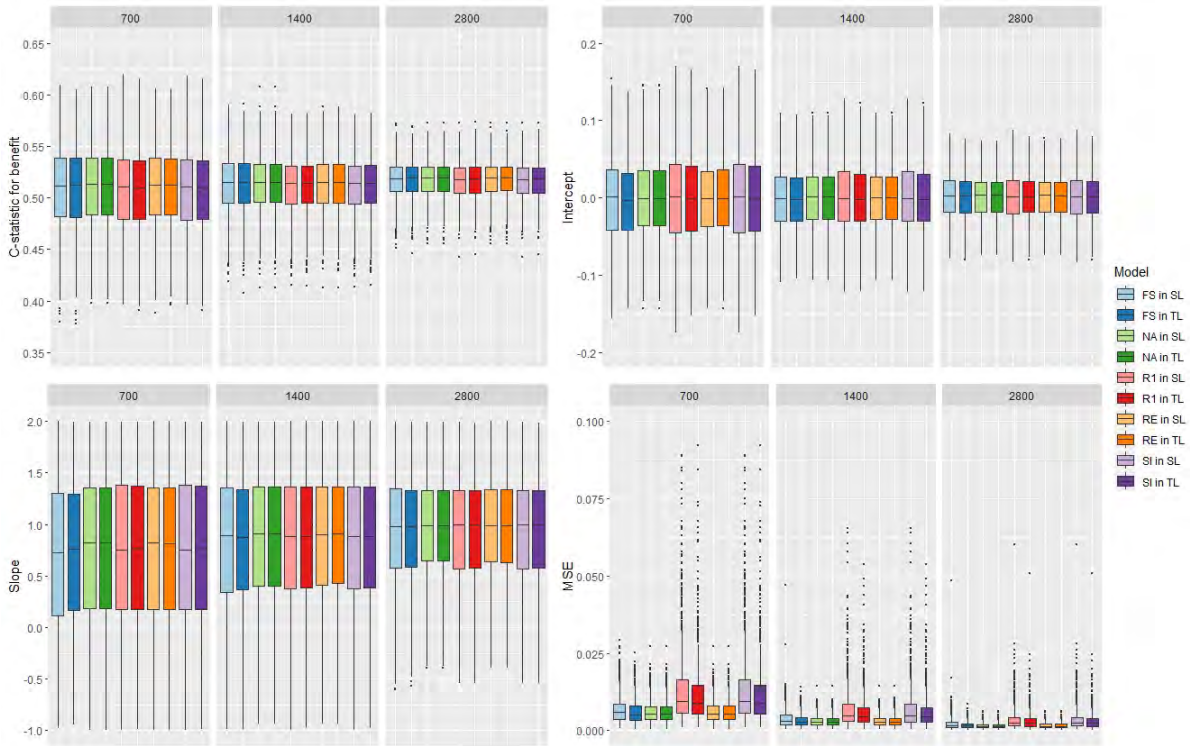 700 1400 2800
C-statistic for benefit
0.65
0.60
0.55
0.50
0.45
0.40
0.35
700 1400 2800
Intercept
0.2
0.1
0.0
-0.1
-0.2
700 1400 2800
Slope
2.0
1.5
1.0
0.5
0.0
-0.5
-1.0
700 1400 2800
MSE
0.100
0.075
0.050
0.025
0.000
Model
FS in SL
FS in TL
NA in SL
NA in TL
R1 in SL
R1 in TL
RE in SL
RE in TL
SI in SL
SI in TL